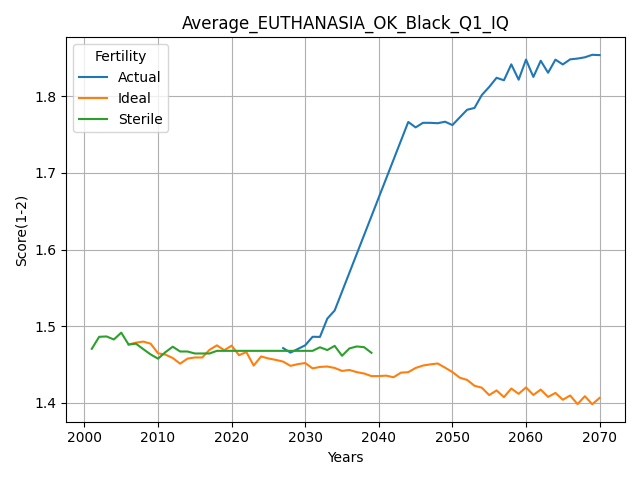 Average_EUTHANASIA_OK_Black_Q1_IQ
Fertility
Actual
Ideal
Sterile
Score(1-2)
1.8
1.7
1.6
1.5
1.4
2000 2010 2020 2030 2040 2050 2060 2070
Years